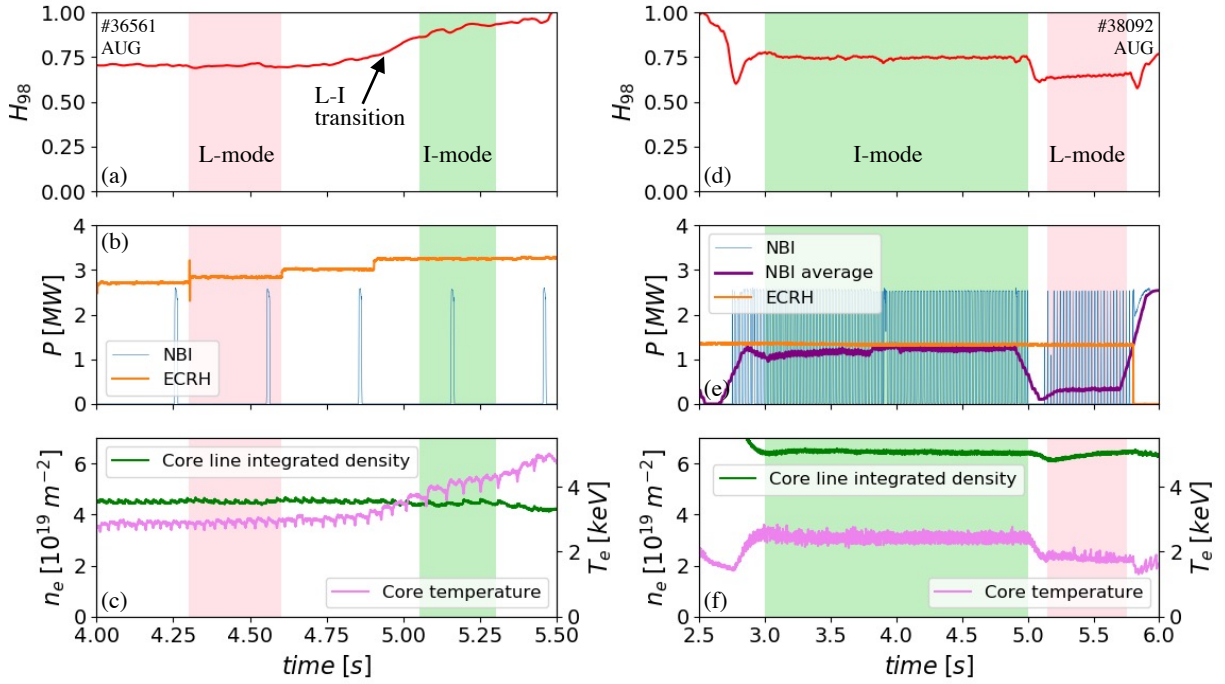 1.00
0.75
0.50
0.25
0.00
H98
#36561
AUG
L-I
transition
L-mode
I-mode
(a)
1.00
0.75
0.50
0.25
0.00
H98
#38092
AUG
I-mode
L-mode
(d)
4
3
2
1
0
P [MW]
(b)
NBI
ECRH
4
3
2
1
0
P [MW]
NBI
NBI average
ECRH
(e)
6
4
2
0
ne [10^19 m^−2]
Core line integrated density
Core temperature
(c)
4
2
0
4.00 4.25 4.50 4.75 5.00 5.25 5.50
time [s]
6
4
2
0
ne [10^19 m^−2]
Core line integrated density
Core temperature
(f)
4
2
0
Te [keV]
2.5 3.0 3.5 4.0 4.5 5.0 5.5 6.0
time [s]
Te [keV]